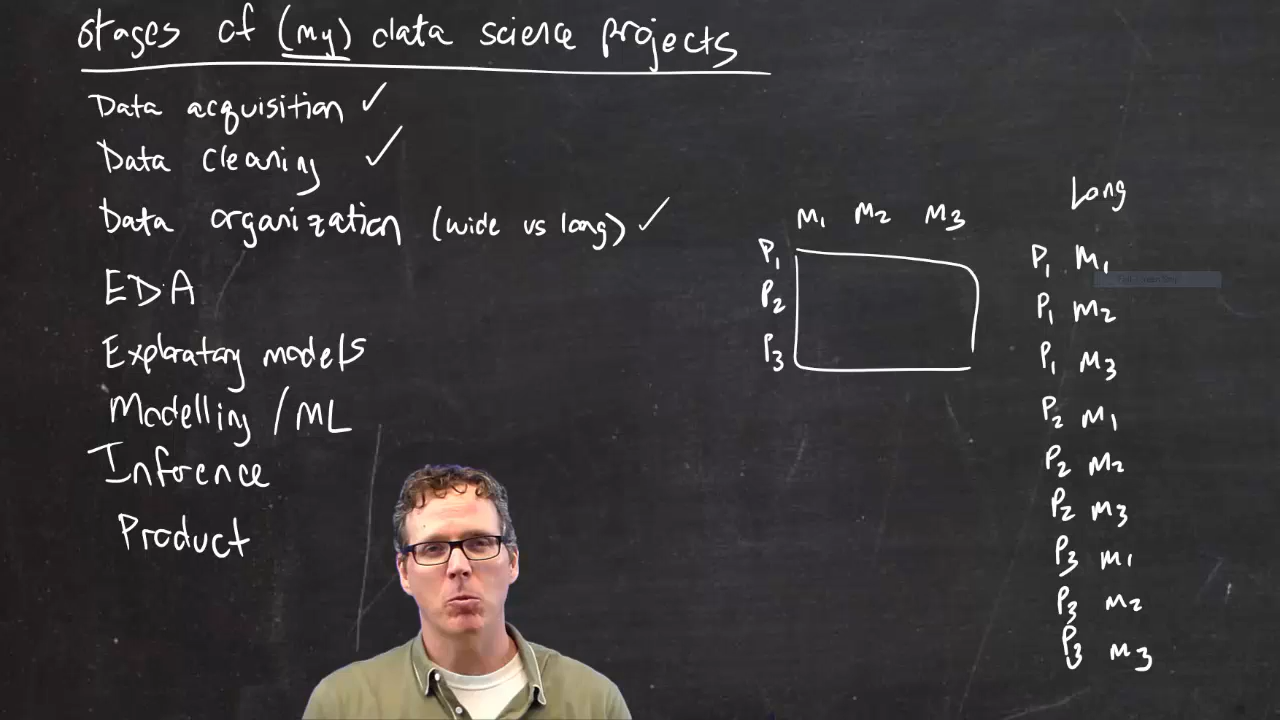 stages of (my) data science projects
Data acquisition ✓
Data cleaning ✓
Data organization (wide vs long) ✓
EDA
Exploratory models
Modelling / ML
Inference
Product
M1 M2 M3
P1
P2
P3
Long
P1 M1
P1 M2
P1 M3
P2 M1
P2 M2
P2 M3
P3 M1
P3 M2
P3 M3